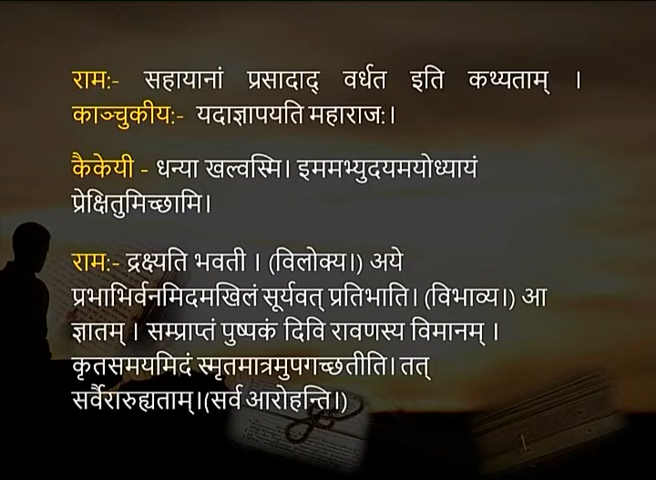 रामः- सहायानां प्रसादाद् वर्धत इति कथ्यताम् ।
काञ्चुकीय:- यदाज्ञापयति महाराज:।
कैकेयी - धन्या खल्वस्मि। इममभ्युदयमयोध्यायं
प्रेक्षितुमिच्छामि।
रामः- द्रक्ष्यति भवती । (विलोक्य।) अये
प्रभाभिर्वनमिदमखिलं सूर्यवत् प्रतिभाति। (विभाव्य।) आ
ज्ञातम् । सम्प्राप्तं पुष्पकं दिवि रावणस्य विमानम् ।
कृतसमयमिदं स्मृतमात्रमुपगच्छतीति। तत्
सर्वैरारुह्यताम्।(सर्व आरोहन्ति।)